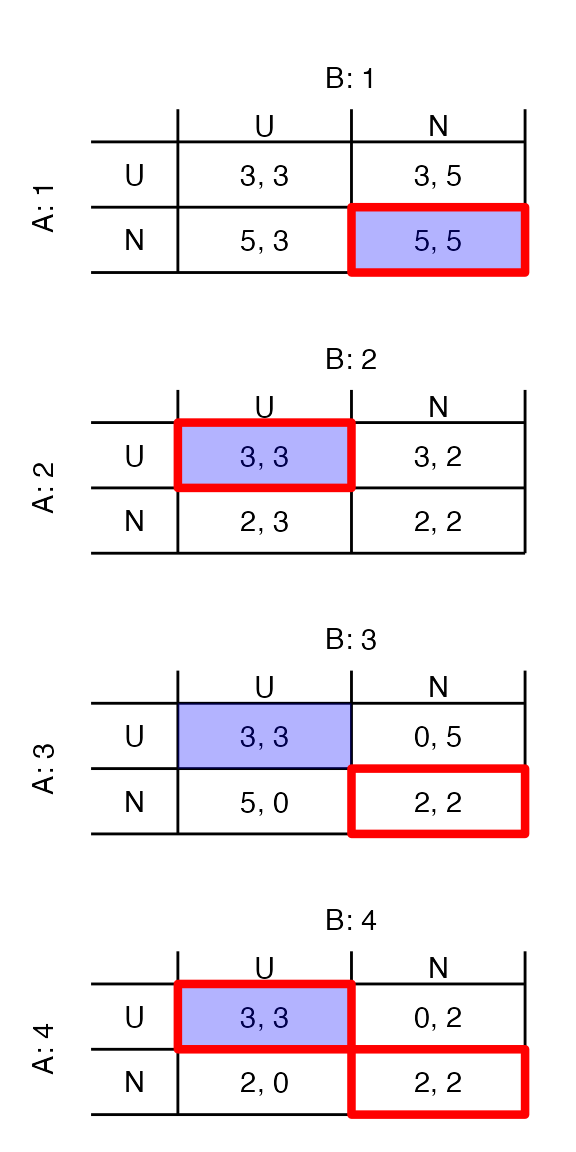 B: 1
U N
A: 1
U 3, 3 3, 5
N 5, 3 5, 5
B: 2
U N
A: 2
U 3, 3 3, 2
N 2, 3 2, 2
B: 3
U N
A: 3
U 3, 3 0, 5
N 5, 0 2, 2
B: 4
U N
A: 4
U 3, 3 0, 2
N 2, 0 2, 2